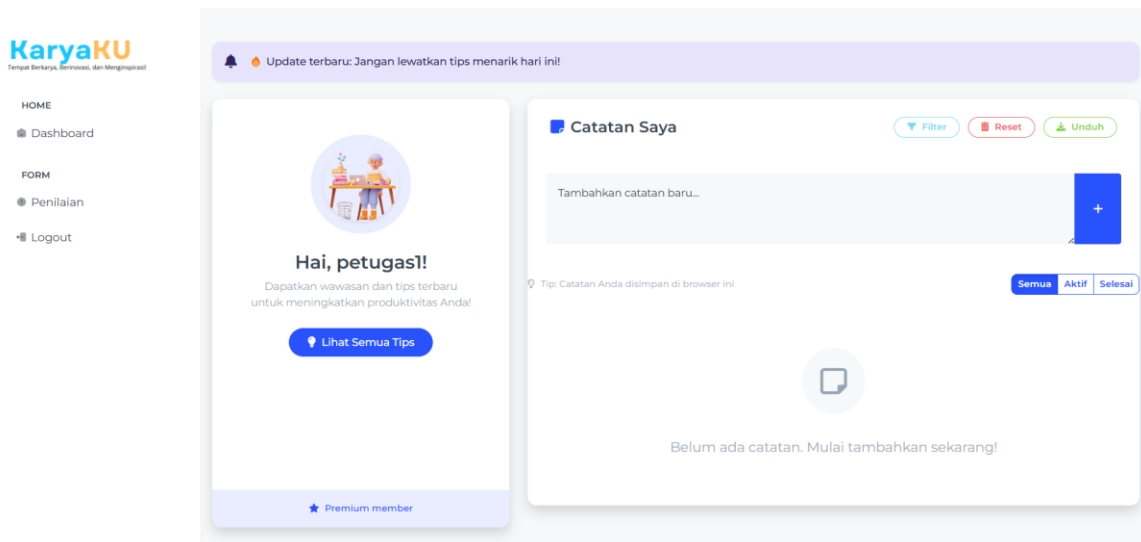 KaryaKU
Tempat Berkarya, Berinovasi, dan Menginspirasi!
HOME
Dashboard
FORM
Penilaian
Logout
Update terbaru: Jangan lewatkan tips menarik hari ini!
Hai, petugas1!
Dapatkan wawasan dan tips terbaru
untuk meningkatkan produktivitas Anda!
Lihat Semua Tips
Premium member
Catatan Saya
Filter
Reset
Unduh
Tambahkan catatan baru...
+
Tip: Catatan Anda disimpan di browser ini
Semua
Aktif
Selesai
Belum ada catatan. Mulai tambahkan sekarang!